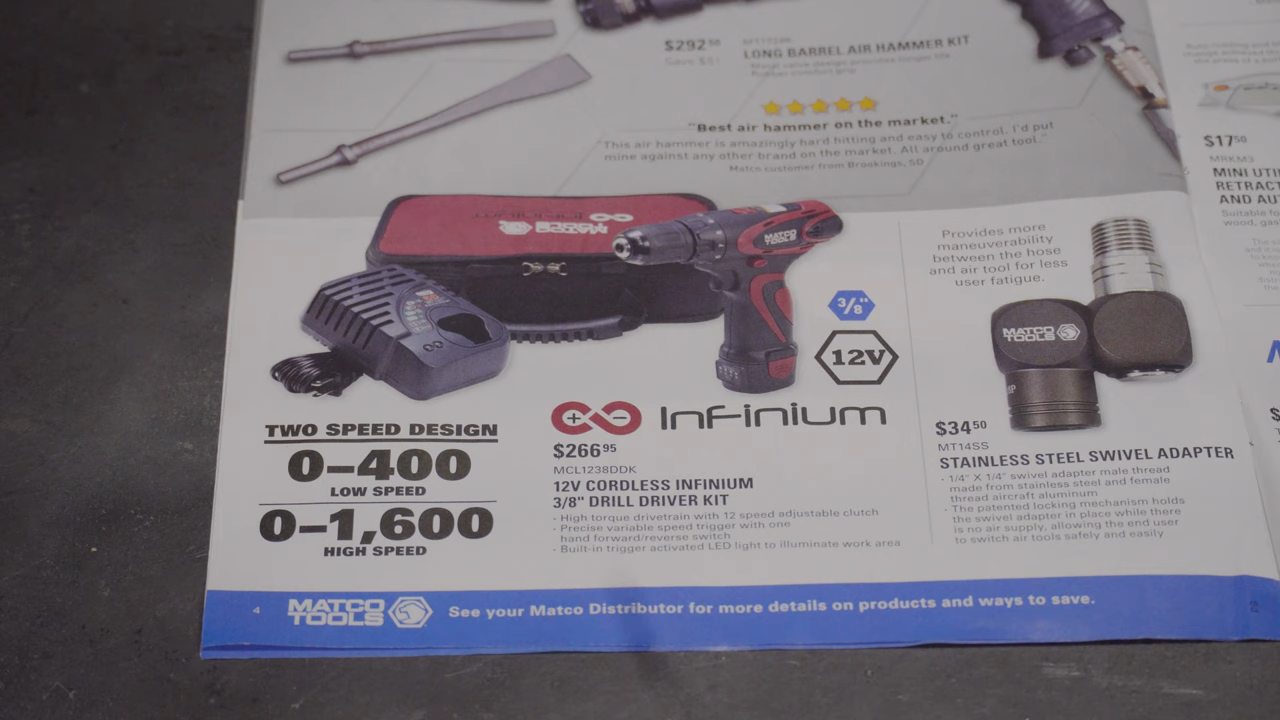 $292 50
LONG BARREL AIR HAMMER KIT
"Best air hammer on the market."
"This air hammer is amazingly hard hitting and easy to control. I'd put
mine against any other brand on the market. All around great tool."
Matco customer from Brookings, SD
MATCO
TOOLS
INFINIUM
MATCO
TOOLS
3/8"
12V
TWO SPEED DESIGN
0–400
LOW SPEED
0–1,600
HIGH SPEED
InFinium
$266 95
MCL1238DDK
12V CORDLESS INFINIUM
3/8" DRILL DRIVER KIT
· High torque drivetrain with 12 speed adjustable clutch
· Precise variable speed trigger with one
hand forward/reverse switch
· Built-in trigger activated LED light to illuminate work area
Provides more
maneuverability
between the hose
and air tool for less
user fatigue.
MATCO
TOOLS
$34 50
MT14SS
STAINLESS STEEL SWIVEL ADAPTER
· 1/4" X 1/4" swivel adapter male thread
made from stainless steel and female
thread aircraft aluminum
· The patented locking mechanism holds
the swivel adapter in place while there
is no air supply, allowing the end user
to switch air tools safely and easily
$17 50
MRKM3
MINI UTI
RETRACT
AND AU
4
MATCO
TOOLS
See your Matco Distributor for more details on products and ways to save.